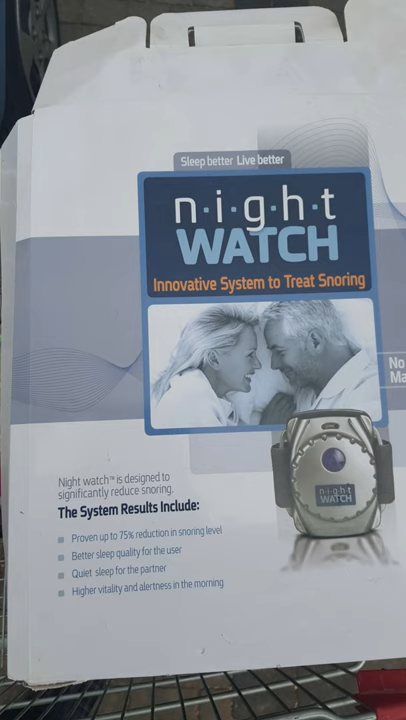 Sleep better Live better
n·i·g·h·t
WATCH
Innovative System to Treat Snoring
No
Ma
Night watch™ is designed to
significantly reduce snoring.
The System Results Include:
Proven up to 75% reduction in snoring level
Better sleep quality for the user
Quiet sleep for the partner
Higher vitality and alertness in the morning
n·i·g·h·t
WATCH